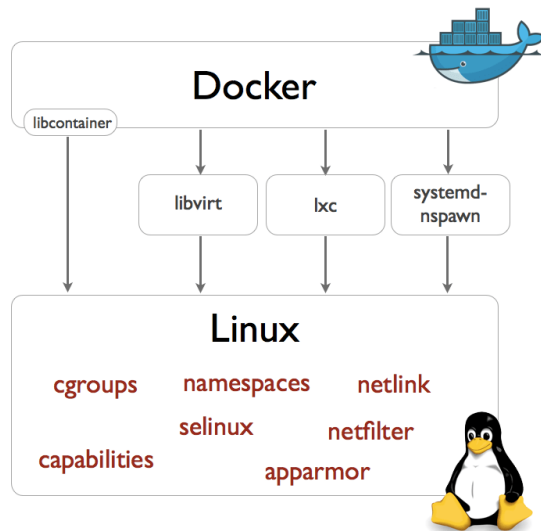 Docker
libcontainer
libvirt
lxc
systemd-
nspawn
Linux
cgroups
namespaces
netlink
selinux
netfilter
capabilities
apparmor